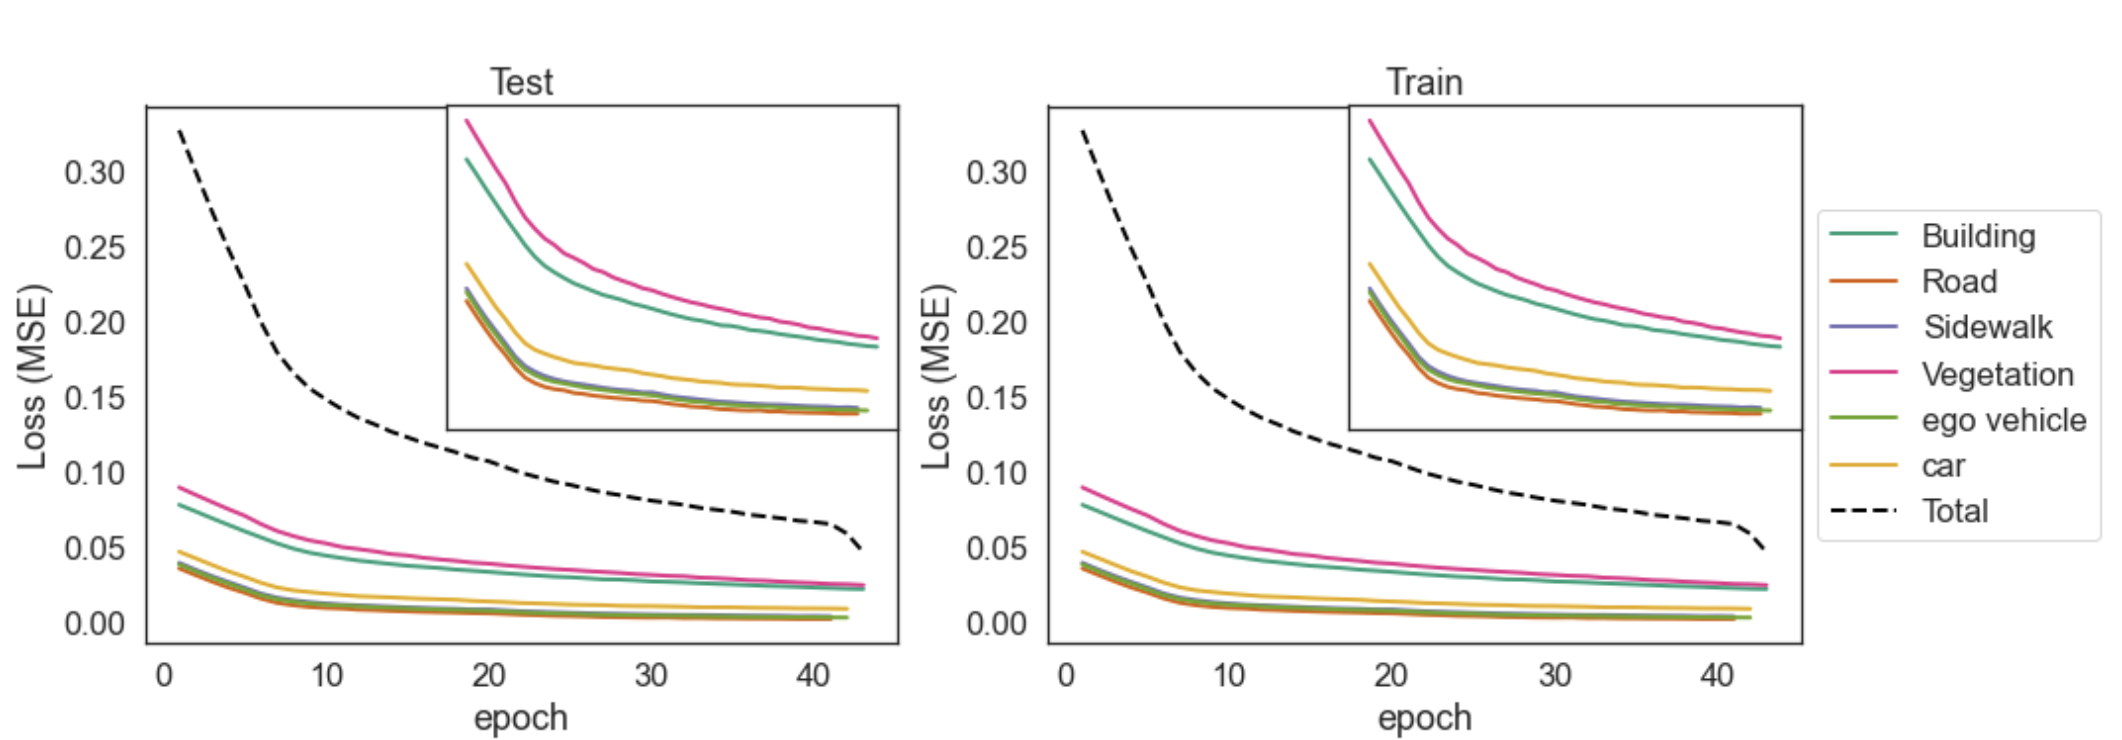 Test
0.30
0.25
0.20
0.15
0.10
0.05
0.00
Loss (MSE)
0 10 20 30 40
epoch
Train
0.30
0.25
0.20
0.15
0.10
0.05
0.00
Loss (MSE)
0 10 20 30 40
epoch
Building
Road
Sidewalk
Vegetation
ego vehicle
car
Total